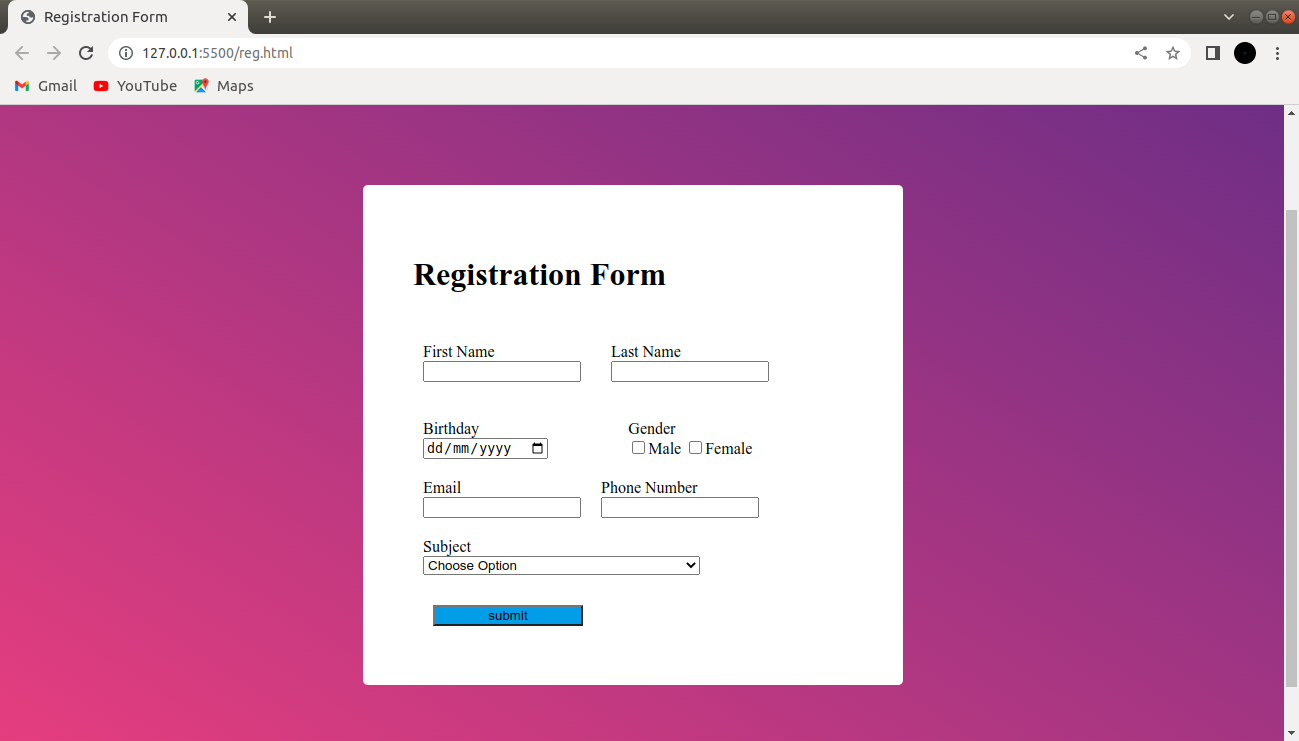 Registration Form
127.0.0.1:5500/reg.html
Gmail YouTube Maps
Registration Form
First Name Last Name
Birthday Gender
dd/mm/yyyy Male Female
Email Phone Number
Subject
Choose Option
submit